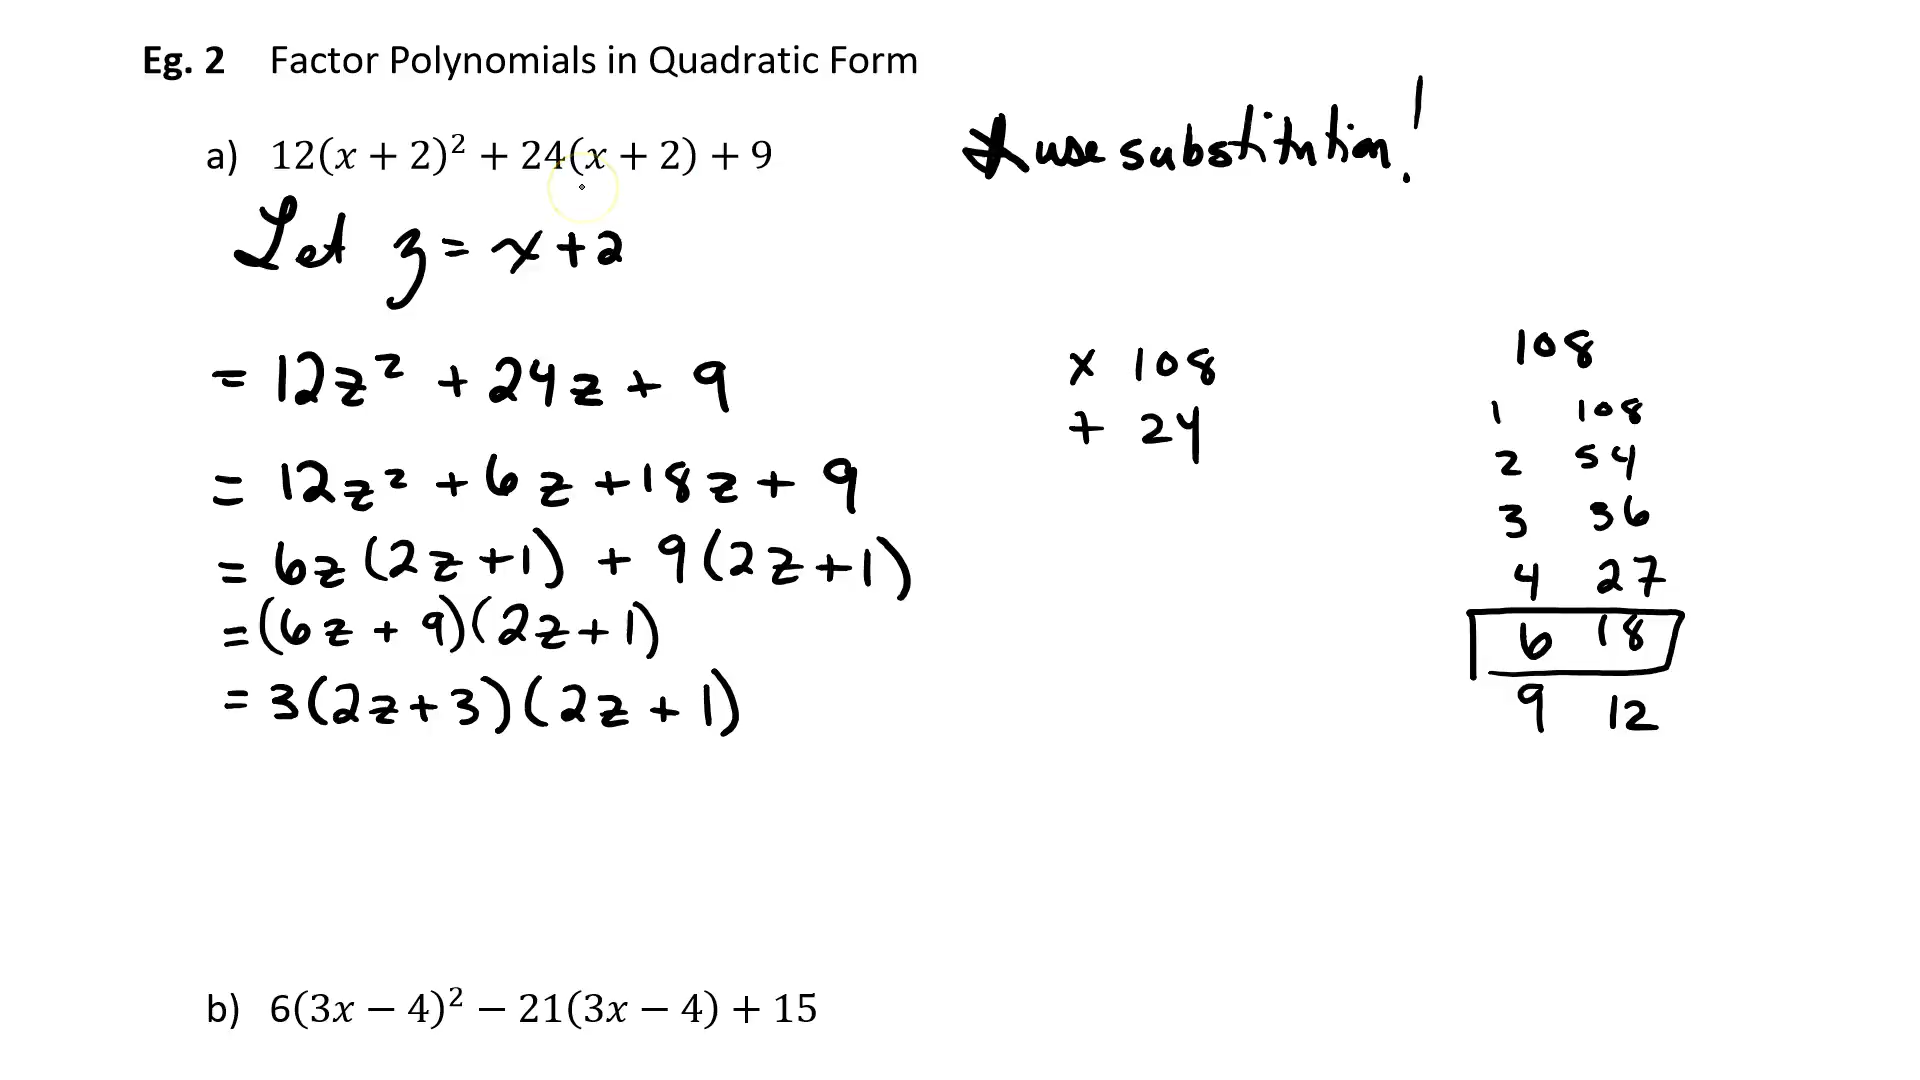 Eg. 2 Factor Polynomials in Quadratic Form
a) 12(x + 2)² + 24(x + 2) + 9
use substitution!
Let z = x + 2
= 12z² + 24z + 9
= 12z² + 6z + 18z + 9
= 6z(2z + 1) + 9(2z + 1)
= (6z + 9)(2z + 1)
= 3(2z + 3)(2z + 1)
x 108
+ 24
108
1 108
2 54
3 36
4 27
6 18
9 12
b) 6(3x − 4)² − 21(3x − 4) + 15